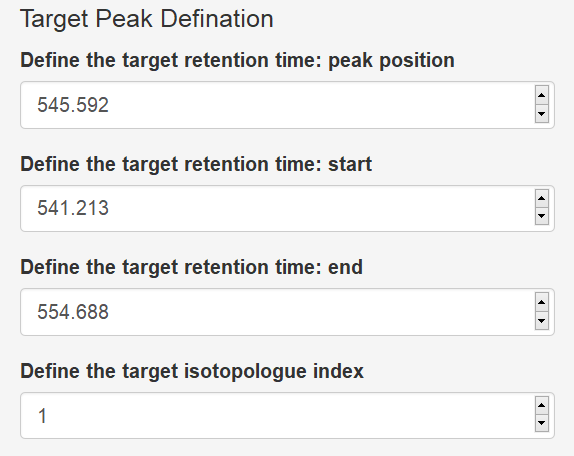 Target Peak Defination
Define the target retention time: peak position
545.592
Define the target retention time: start
541.213
Define the target retention time: end
554.688
Define the target isotopologue index
1